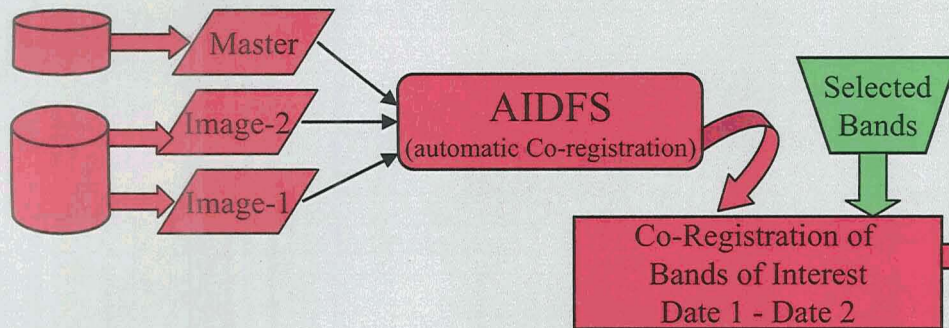 Master
Image-2
Image-1
AIDFS
(automatic Co-registration)
Selected
Bands
Co-Registration of
Bands of Interest
Date 1 - Date 2